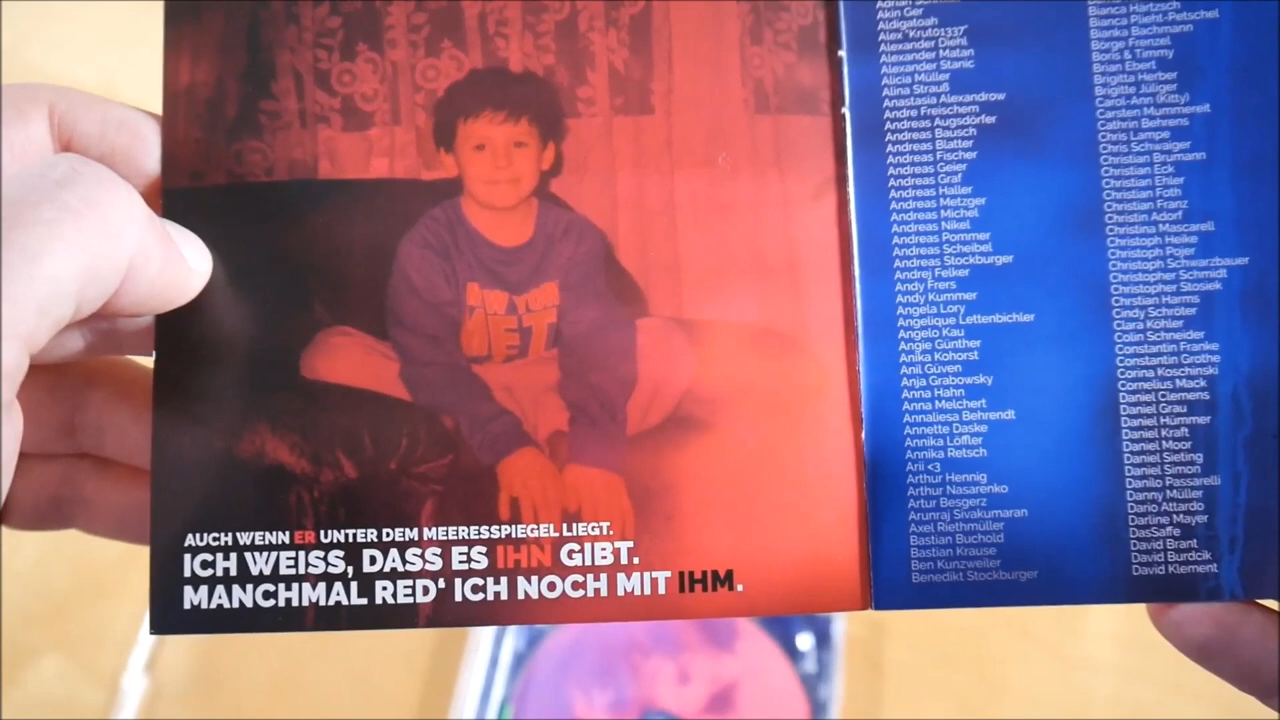 NEW YORK
METS
AUCH WENN ER UNTER DEM MEERESSPIEGEL LIEGT.
ICH WEISS, DASS ES IHN GIBT.
MANCHMAL RED‘ ICH NOCH MIT IHM.
Akin Ger
Aldigatoah
Alex "Krut01337"
Alexander Diehl
Alexander Matan
Alexander Stanic
Alicia Müller
Alina Strauß
Anastasia Alexandrow
Andre Freischem
Andreas Augsdörfer
Andreas Bausch
Andreas Blatter
Andreas Fischer
Andreas Geier
Andreas Graf
Andreas Haller
Andreas Metzger
Andreas Michel
Andreas Nikel
Andreas Pommer
Andreas Scheibel
Andreas Stockburger
Andrej Felker
Andy Frers
Andy Kummer
Angela Lory
Angelique Lettenbichler
Angelo Kau
Angie Günther
Anika Kohorst
Anil Güven
Anja Grabowsky
Anna Hahn
Anna Melchert
Annaliesa Behrendt
Annette Daske
Annika Löffler
Annika Retsch
Arii <3
Arthur Hennig
Arthur Nasarenko
Artur Besgerz
Arunraj Sivakumaran
Axel Riethmüller
Bastian Buchold
Bastian Krause
Ben Kunzweiler
Benedikt Stockburger
Bianca Härtzsch
Bianca Plieht-Petschel
Bianka Bachmann
Börge Frenzel
Boris & Timmy
Brian Ebert
Brigitta Herber
Brigitte Jüliger
Carol-Ann (Kitty)
Carsten Mummereit
Cathrin Behrens
Chris Lampe
Chris Schwaiger
Christian Brumann
Christian Eck
Christian Ehler
Christian Foth
Christian Franz
Christin Adorf
Christina Mascarell
Christoph Heike
Christoph Pojer
Christoph Schwarzbauer
Christopher Schmidt
Christopher Stosiek
Chrstian Harms
Cindy Schröter
Clara Köhler
Colin Schneider
Constantin Franke
Constantin Grothe
Corina Koschinski
Cornelius Mack
Daniel Clemens
Daniel Grau
Daniel Hümmer
Daniel Kraft
Daniel Moor
Daniel Sieting
Daniel Simon
Danilo Passarelli
Danny Müller
Dario Attardo
Darline Mayer
DasSaffe
David Brant
David Burdcik
David Klement